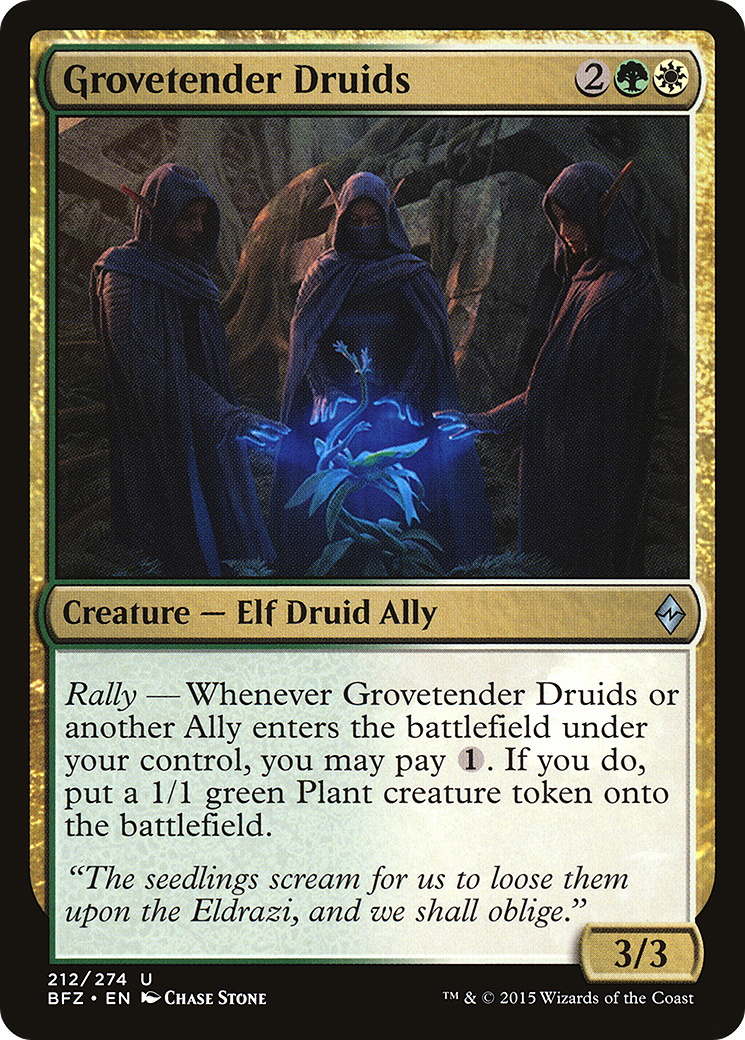 Grovetender Druids 2
Creature — Elf Druid Ally
Rally — Whenever Grovetender Druids or
another Ally enters the battlefield under
your control, you may pay 1. If you do,
put a 1/1 green Plant creature token onto
the battlefield.
“The seedlings scream for us to loose them
upon the Eldrazi, and we shall oblige.”
3/3
212/274 U
BFZ • EN Chase Stone
™ & © 2015 Wizards of the Coast